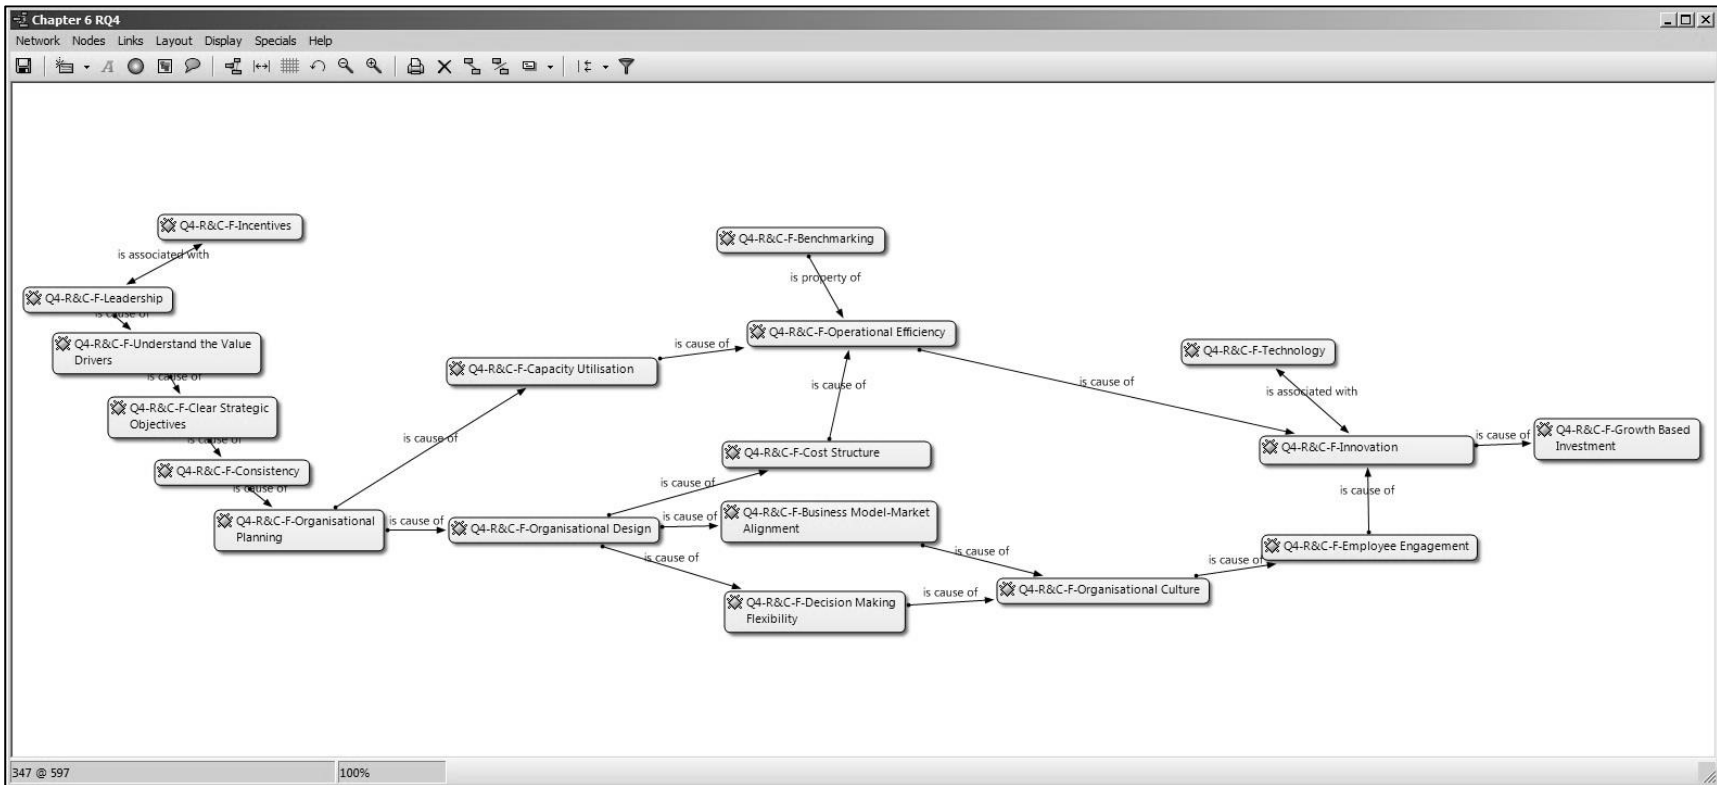 Chapter 6 RQ4
Network Nodes Links Layout Display Specials Help
Q4-R&C-F-Incentives
is associated with
Q4-R&C-F-Leadership
is cause of
Q4-R&C-F-Understand the Value
Drivers
is cause of
Q4-R&C-F-Clear Strategic
Objectives
is cause of
Q4-R&C-F-Consistency
is cause of
Q4-R&C-F-Organisational
Planning
is cause of
Q4-R&C-F-Capacity Utilisation
is cause of
Q4-R&C-F-Benchmarking
is property of
Q4-R&C-F-Operational Efficiency
is cause of
Q4-R&C-F-Cost Structure
is cause of
is cause of
Q4-R&C-F-Organisational Design
is cause of
Q4-R&C-F-Business Model-Market
Alignment
is cause of
is cause of
Q4-R&C-F-Decision Making
Flexibility
is cause of
Q4-R&C-F-Organisational Culture
is cause of
Q4-R&C-F-Employee Engagement
is cause of
is cause of
Q4-R&C-F-Technology
is associated with
Q4-R&C-F-Innovation
is cause of
Q4-R&C-F-Growth Based
Investment
347 @ 597
100%